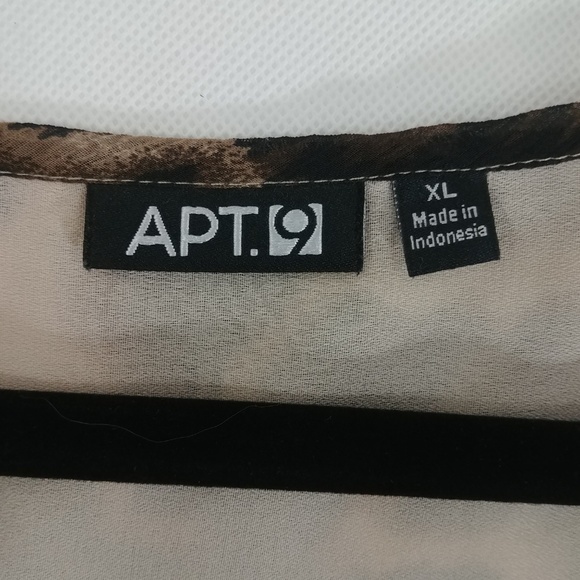 APT.9
XL
Made in
Indonesia